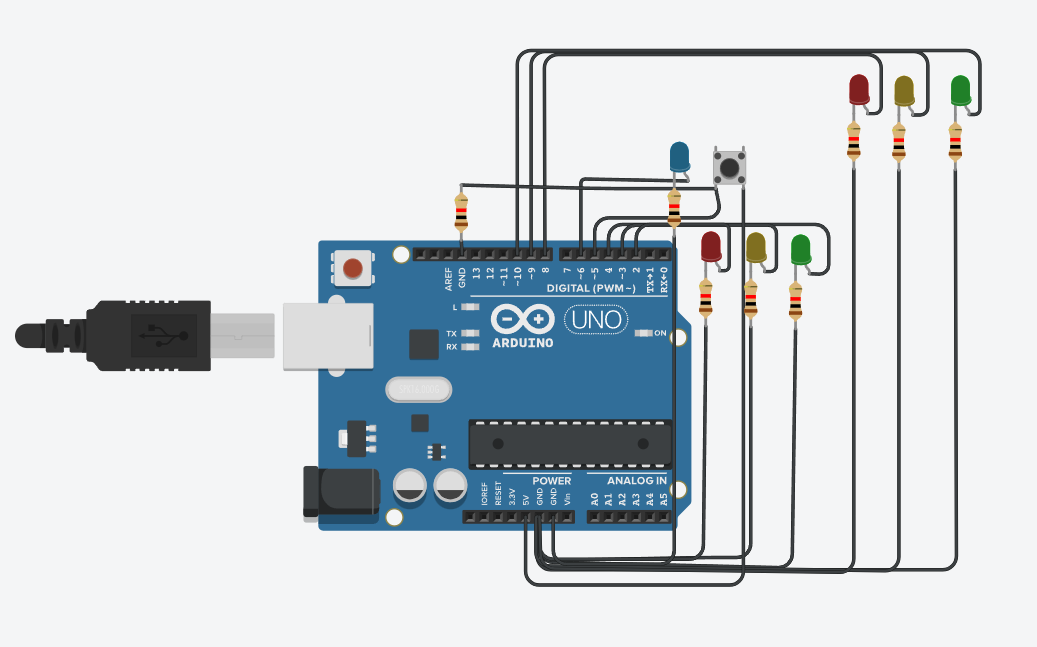 AREF
GND
13
12
~11
~10
~9
8
7
~6
~5
4
~3
2
TX→1
RX←0
DIGITAL (PWM~)
L
TX
RX
UNO
ON
ARDUINO
POWER
ANALOG IN
IOREF
RESET
3.3V
5V
GND
GND
Vin
A0
A1
A2
A3
A4
A5